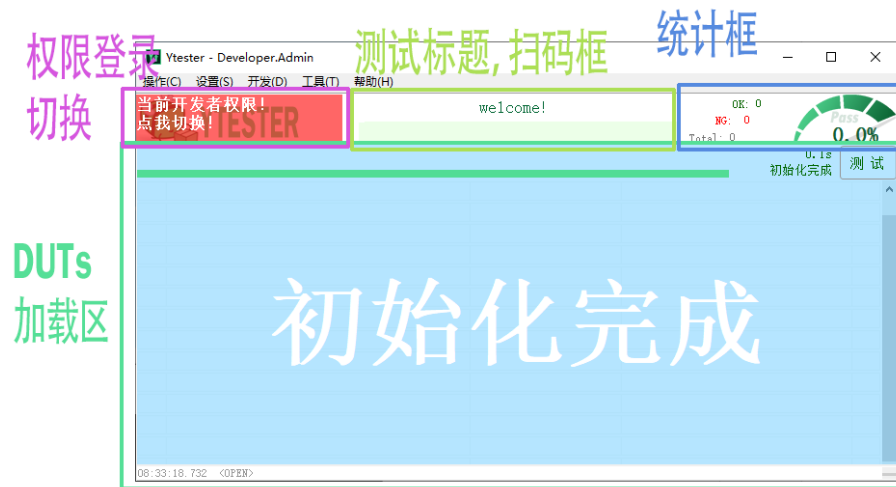 权限登录
切换
测试标题,扫码框
统计框
Ytester - Developer.Admin
操作(C) 设置(S) 开发(D) 工具(T) 帮助(H)
当前开发者权限!
点我切换!
YTESTER
welcome!
OK: 0
NG: 0
Total: 0
Pass
0.0%
0.1s
初始化完成
测 试
DUTs
加载区
初始化完成
08:33:18.732 <OPEN>